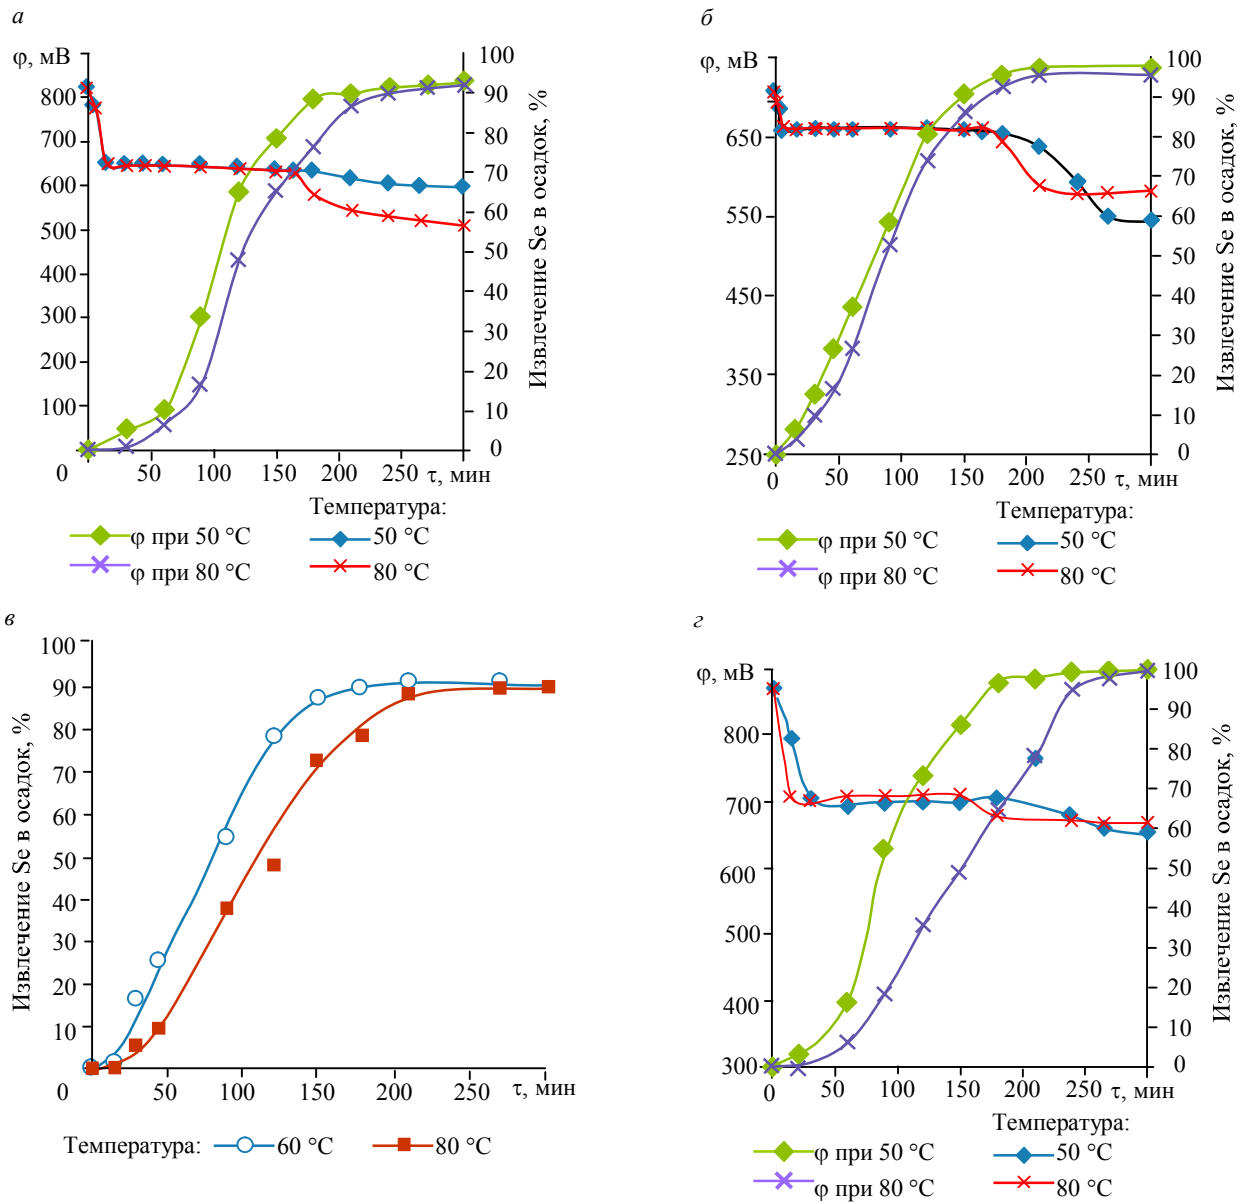 а
φ, мВ
800
700
600
500
400
300
200
100
0
50
100
150
200
250
τ, мин
100
90
80
70
60
50
40
30
20
10
0
Извлечение Se в осадок, %
Температура:
φ при 50 °C
50 °C
φ при 80 °C
80 °C
б
φ, мВ
650
550
450
350
250
0
50
100
150
200
250
τ, мин
100
90
80
70
60
50
40
30
20
10
0
Извлечение Se в осадок, %
Температура:
φ при 50 °C
50 °C
φ при 80 °C
80 °C
в
Извлечение Se в осадок, %
100
90
80
70
60
50
40
30
20
10
0
50
100
150
200
250
τ, мин
Температура:
60 °C
80 °C
г
φ, мВ
800
700
600
500
400
300
0
50
100
150
200
250
τ, мин
100
90
80
70
60
50
40
30
20
10
0
Извлечение Se в осадок, %
Температура:
φ при 50 °C
50 °C
φ при 80 °C
80 °C